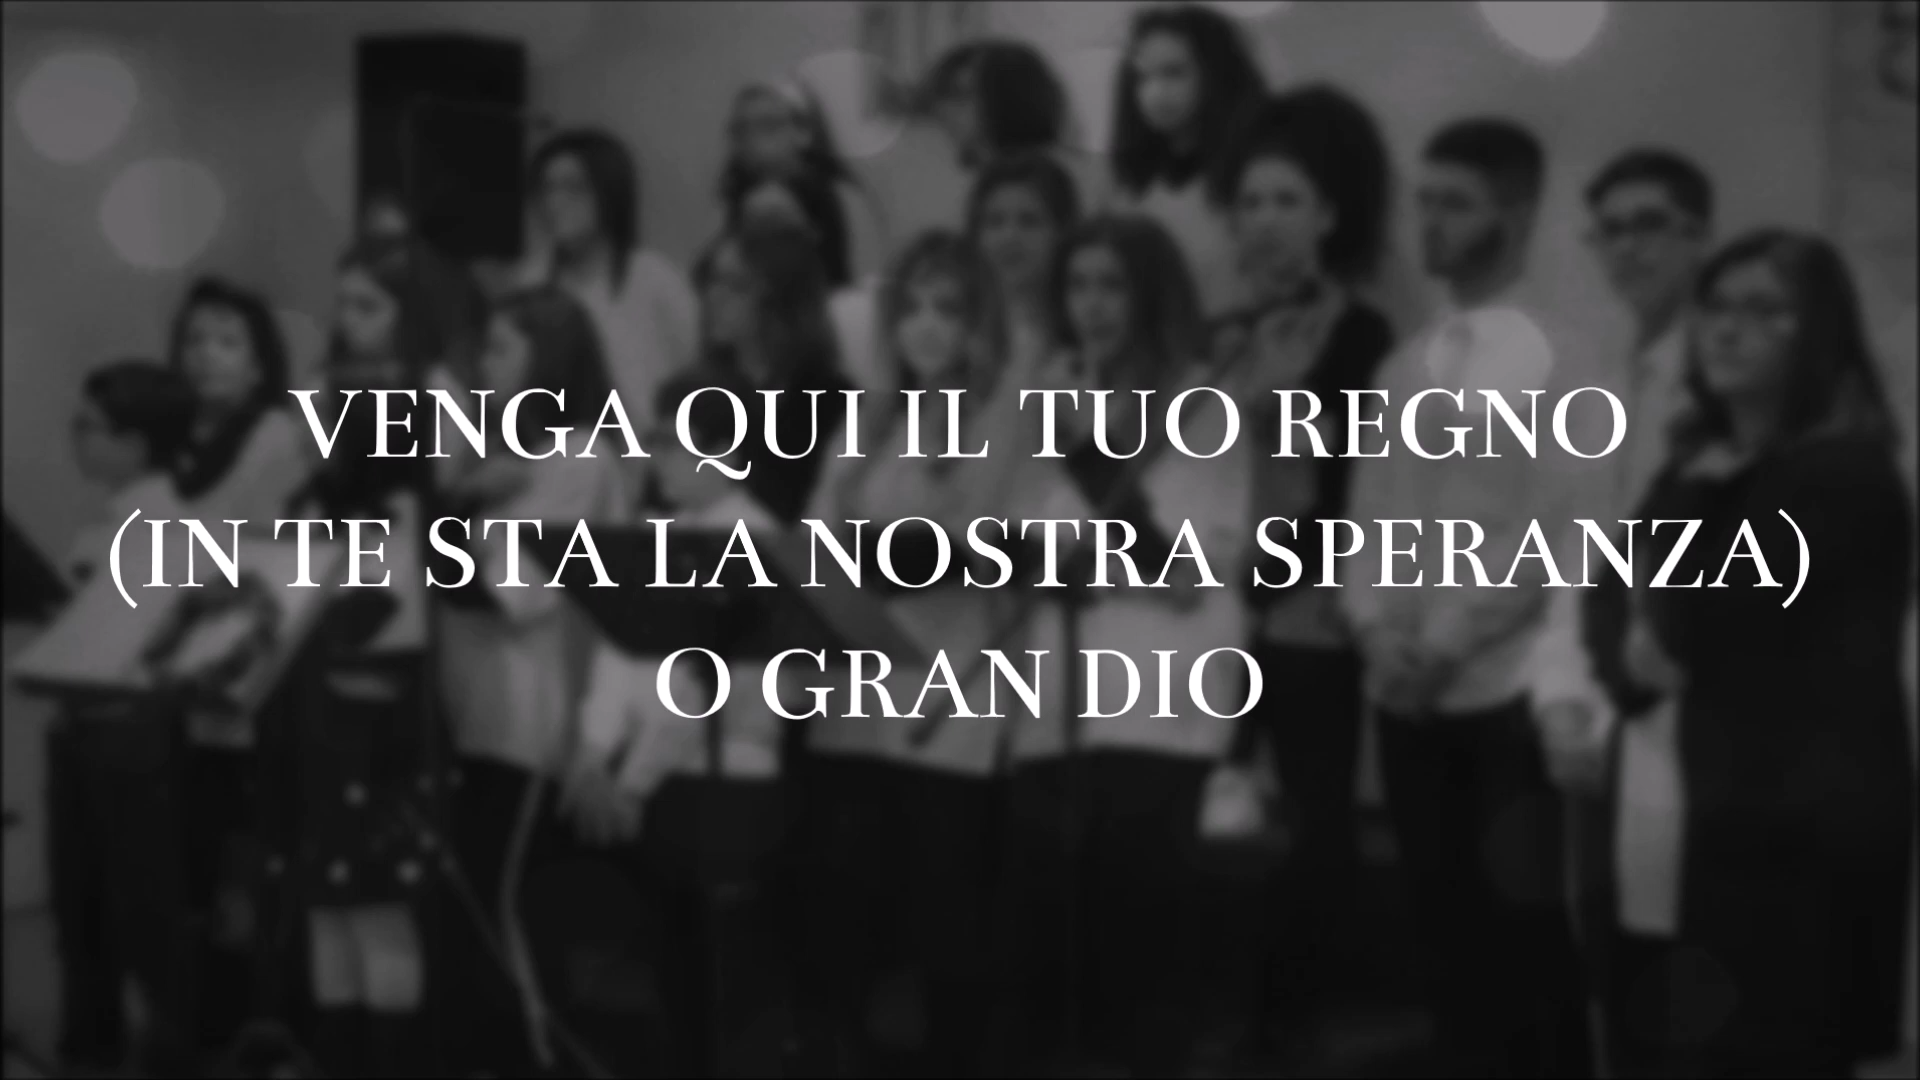 VENGA QUI IL TUO REGNO
(IN TE STA LA NOSTRA SPERANZA)
O GRAN DIO